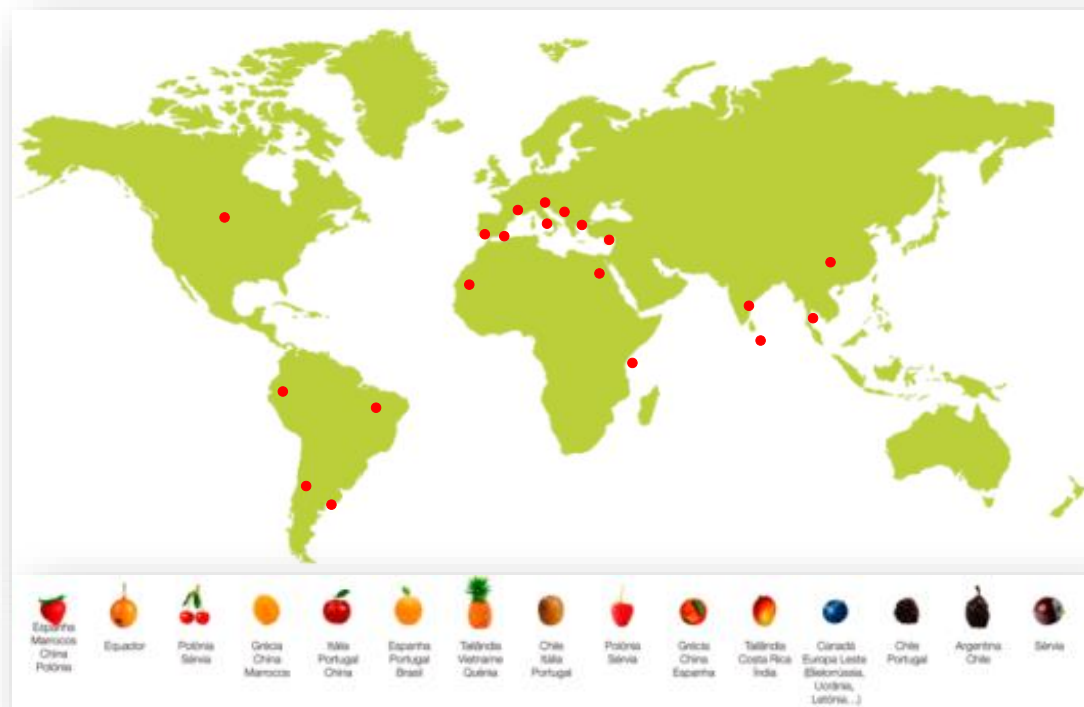 Espanha
Marrocos
China
Polónia
Equador
Polónia
Sérvia
Grécia
China
Marrocos
Itália
Portugal
China
Espanha
Portugal
Brasil
Tailândia
Vietname
Quénia
Chile
Itália
Portugal
Polónia
Sérvia
Grécia
China
Espanha
Tailândia
Costa Rica
Índia
Canadá
Europa Leste
(Bielorrússia,
Ucrânia,
Letónia,...)
Chile
Portugal
Argentina
Chile
Sérvia